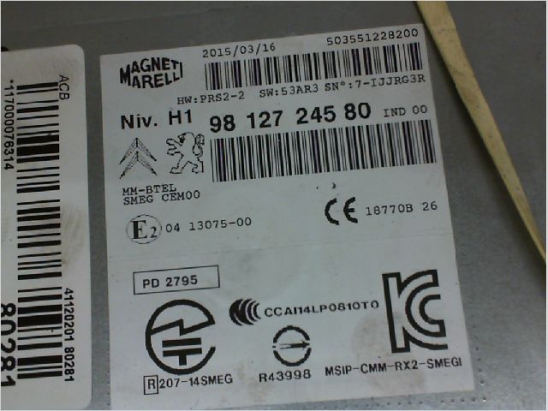 MAGNETI
MARELLI
2015/03/16
503551228200
HW:PRS2-2 SW:53AR3 SN°:7-IJJRG3R
Niv. H1 98 127 245 80 IND 00
MM-BTEL
SMEG CEM00
E2 04 13075-00
CE 18770B 26
PD 2795
CCAI14LP0810T0
R 207-14SMEG
R43998
MSIP-CMM-RX2-SMEGI
ACB
*117000076314
41120201 80281
80281